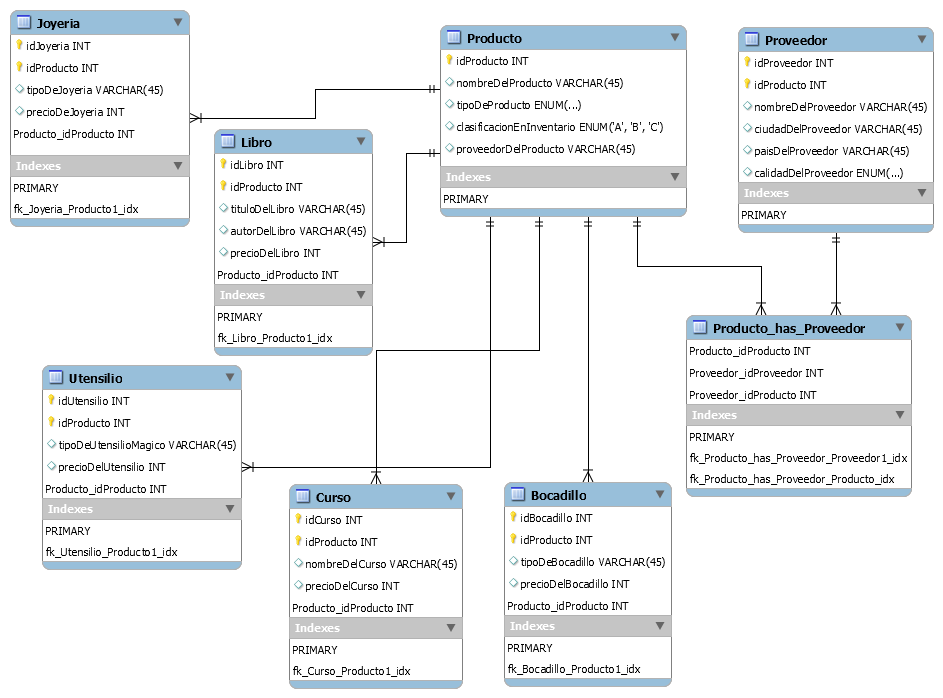 Joyeria
idJoyeria INT
idProducto INT
tipoDeJoyeria VARCHAR(45)
precioDeJoyeria INT
Producto_idProducto INT
Indexes
PRIMARY
fk_Joyeria_Producto1_idx
Libro
idLibro INT
idProducto INT
tituloDelLibro VARCHAR(45)
autorDelLibro VARCHAR(45)
precioDelLibro INT
Producto_idProducto INT
Indexes
PRIMARY
fk_Libro_Producto1_idx
Producto
idProducto INT
nombreDelProducto VARCHAR(45)
tipoDeProducto ENUM(...)
clasificacionEnInventario ENUM('A', 'B', 'C')
proveedorDelProducto VARCHAR(45)
Indexes
PRIMARY
Proveedor
idProveedor INT
idProducto INT
nombreDelProveedor VARCHAR(45)
ciudadDelProveedor VARCHAR(45)
paisDelProveedor VARCHAR(45)
calidadDelProveedor ENUM(...)
Indexes
PRIMARY
Producto_has_Proveedor
Producto_idProducto INT
Proveedor_idProveedor INT
Proveedor_idProducto INT
Indexes
PRIMARY
fk_Producto_has_Proveedor_Proveedor1_idx
fk_Producto_has_Proveedor_Producto_idx
Utensilio
idUtensilio INT
idProducto INT
tipoDeUtensilioMagico VARCHAR(45)
precioDelUtensilio INT
Producto_idProducto INT
Indexes
PRIMARY
fk_Utensilio_Producto1_idx
Curso
idCurso INT
idProducto INT
nombreDelCurso VARCHAR(45)
precioDelCurso INT
Producto_idProducto INT
Indexes
PRIMARY
fk_Curso_Producto1_idx
Bocadillo
idBocadillo INT
idProducto INT
tipoDeBocadillo VARCHAR(45)
precioDelBocadillo INT
Producto_idProducto INT
Indexes
PRIMARY
fk_Bocadillo_Producto1_idx